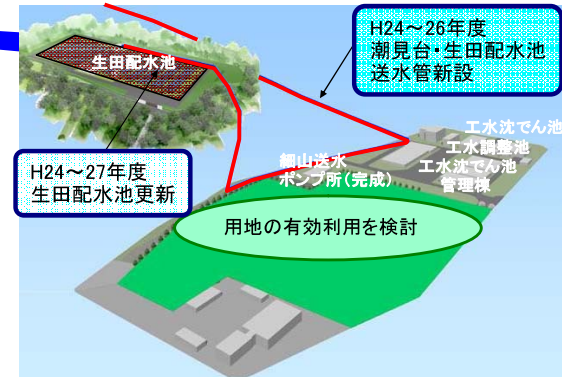 H24～26年度
潮見台・生田配水池
送水管新設
生田配水池
工水沈でん池
工水調整池
工水沈でん池
管理棟
細山送水
ポンプ所(完成)
H24～27年度
生田配水池更新
用地の有効利用を検討